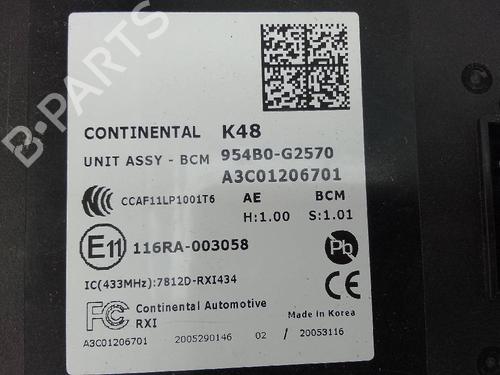 B-PARTS
CONTINENTAL K48
UNIT ASSY - BCM 954B0-G2570
A3C01206701
CCAF11LP1001T6 AE BCM
H:1.00 S:1.01
E11 116RA-003058 Pb
IC(433MHz):7812D-RXI434 CE
FC Continental Automotive
RXI Made in Korea
A3C01206701 2005290146 02 / 20053116